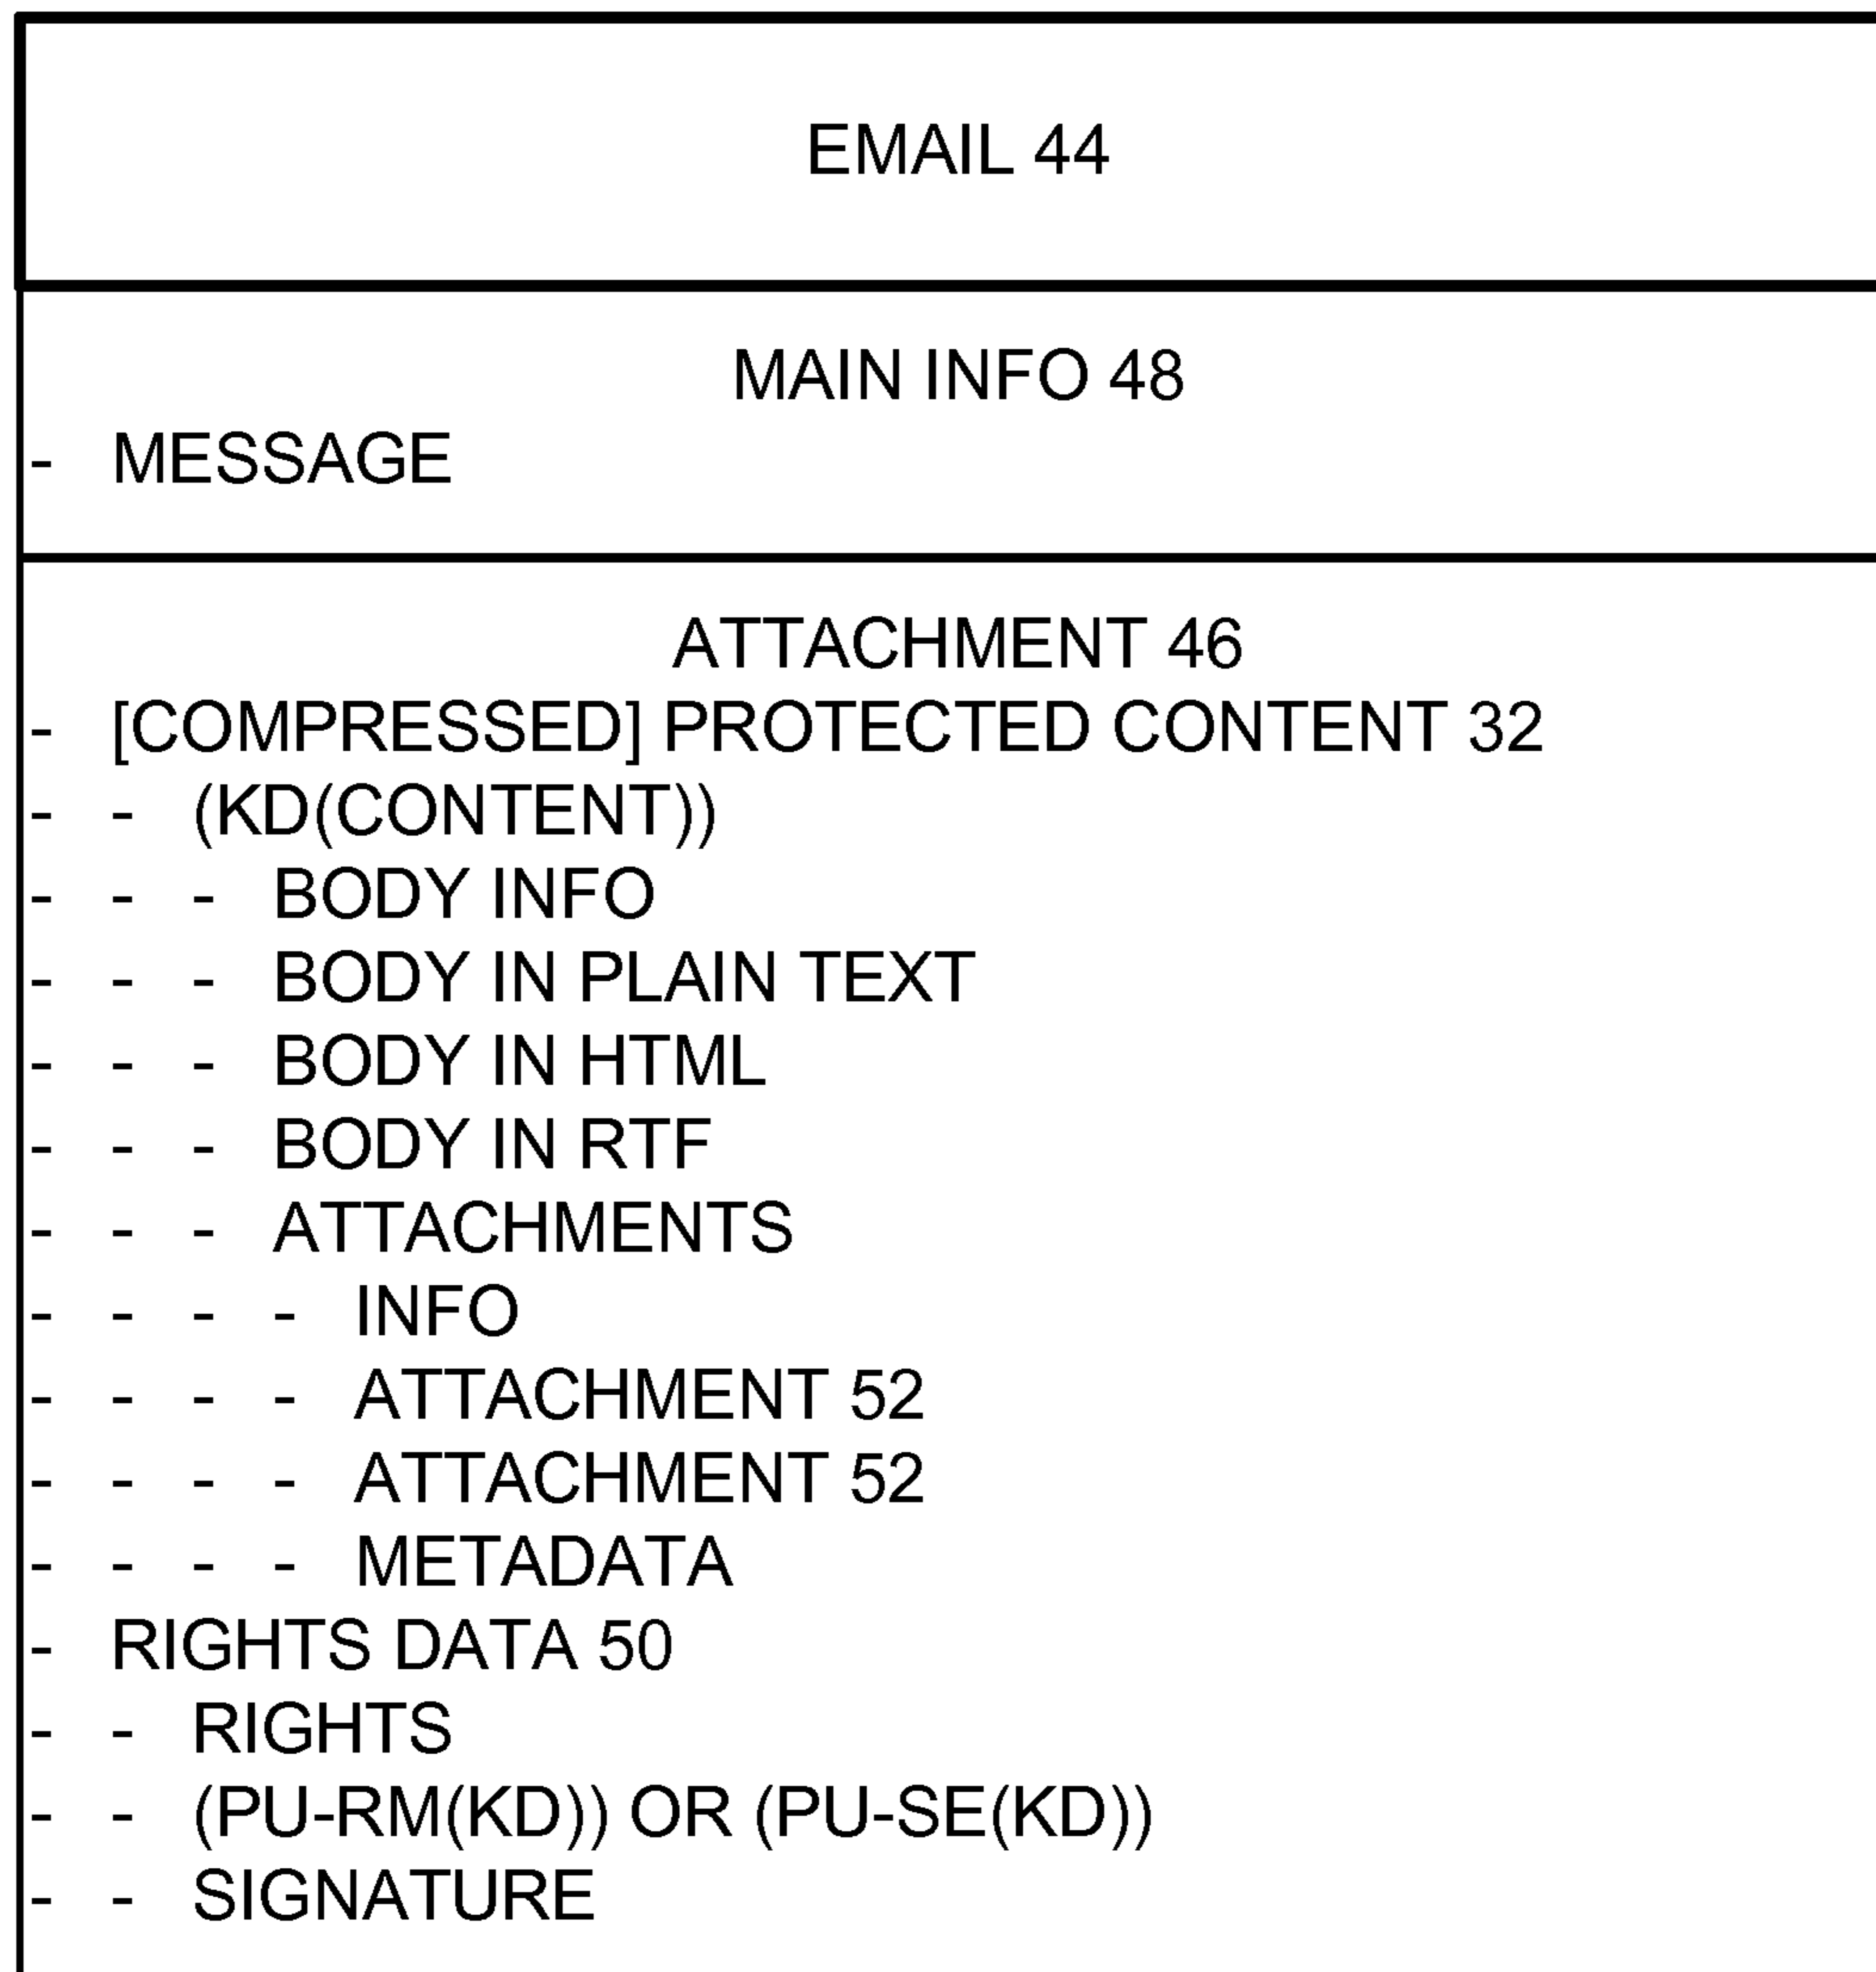 EMAIL 44
MAIN INFO 48
- MESSAGE
ATTACHMENT 46
- [COMPRESSED] PROTECTED CONTENT 32
- - (KD(CONTENT))
- - - BODY INFO
- - - BODY IN PLAIN TEXT
- - - BODY IN HTML
- - - BODY IN RTF
- - - ATTACHMENTS
- - - - INFO
- - - - ATTACHMENT 52
- - - - ATTACHMENT 52
- - - - METADATA
- RIGHTS DATA 50
- - RIGHTS
- - (PU-RM(KD)) OR (PU-SE(KD))
- - SIGNATURE